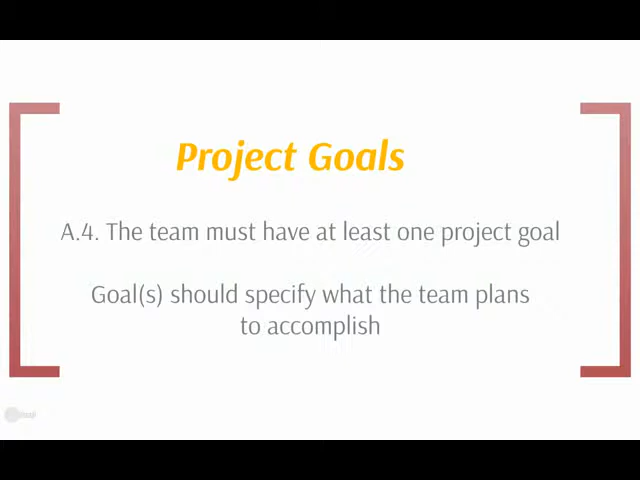 Project Goals
A.4. The team must have at least one project goal
Goal(s) should specify what the team plans
to accomplish